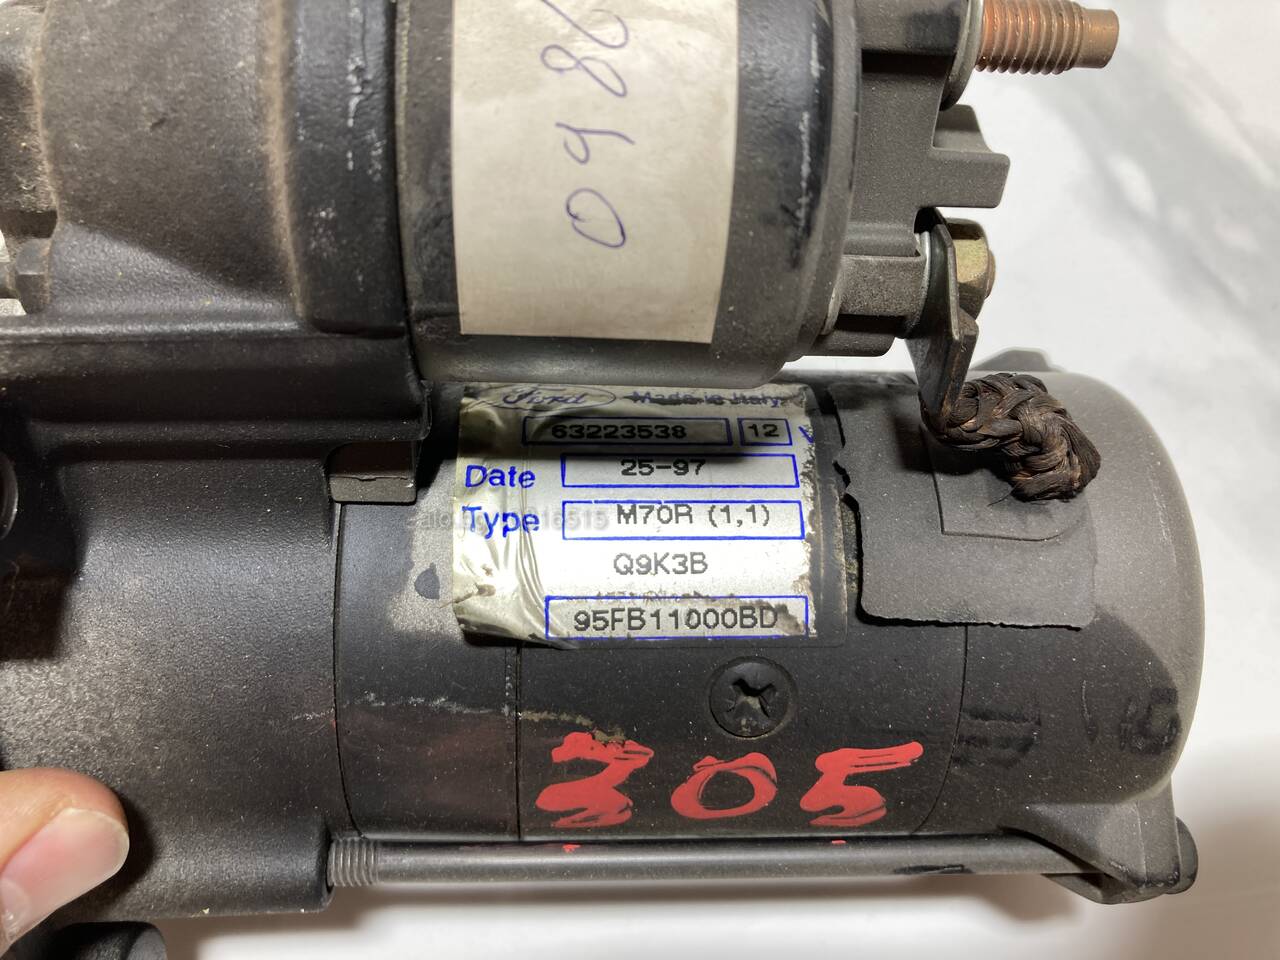 0986
Ford Made in Italy
63223538 12 V
Date 25-97
Type M70R (1,1)
Q9K3B
95FB11000BD
305